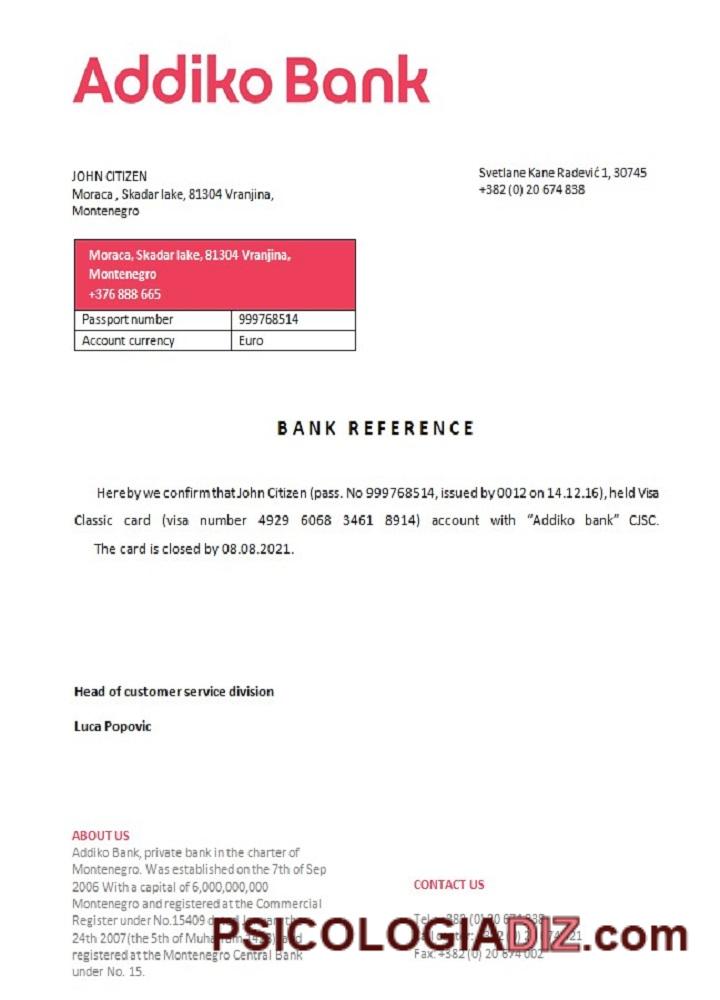 Addiko Bank
JOHN CITIZEN
Moraca , Skadar lake, 81304 Vranjina,
Montenegro
Svetlane Kane Radević 1, 30745
+382 (0) 20 674 838
Moraca, Skadar lake, 81304 Vranjina,
Montenegro
+376 888 665
Passport number 999768514
Account currency Euro
BANK REFERENCE
Hereby we confirm that John Citizen (pass. No 999768514, issued by 0012 on 14.12.16), held Visa
Classic card (visa number 4929 6068 3461 8914) account with “Addiko bank” CJSC.
The card is closed by 08.08.2021.
Head of customer service division
Luca Popovic
ABOUT US
Addiko Bank, private bank in the charter of
Montenegro. Was established on the 7th of Sep
2006 With a capital of 6,000,000,000
Montenegro and registered at the Commercial
Register under No.15409
24th 2007(the 5th of
registered at the Montenegro Central Bank
under No. 15.
CONTACT US
Fax: +382 (0) 20 674 002
PSICOLOGIADIZ.com